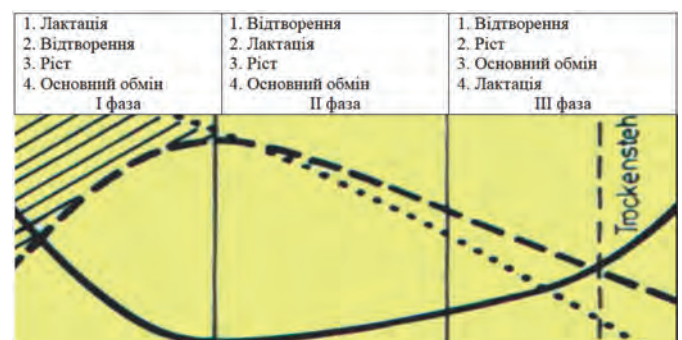 1. Лактація
2. Відтворення
3. Ріст
4. Основний обмін
I фаза
1. Відтворення
2. Лактація
3. Ріст
4. Основний обмін
II фаза
1. Відтворення
2. Ріст
3. Основний обмін
4. Лактація
III фаза
Trockensteh